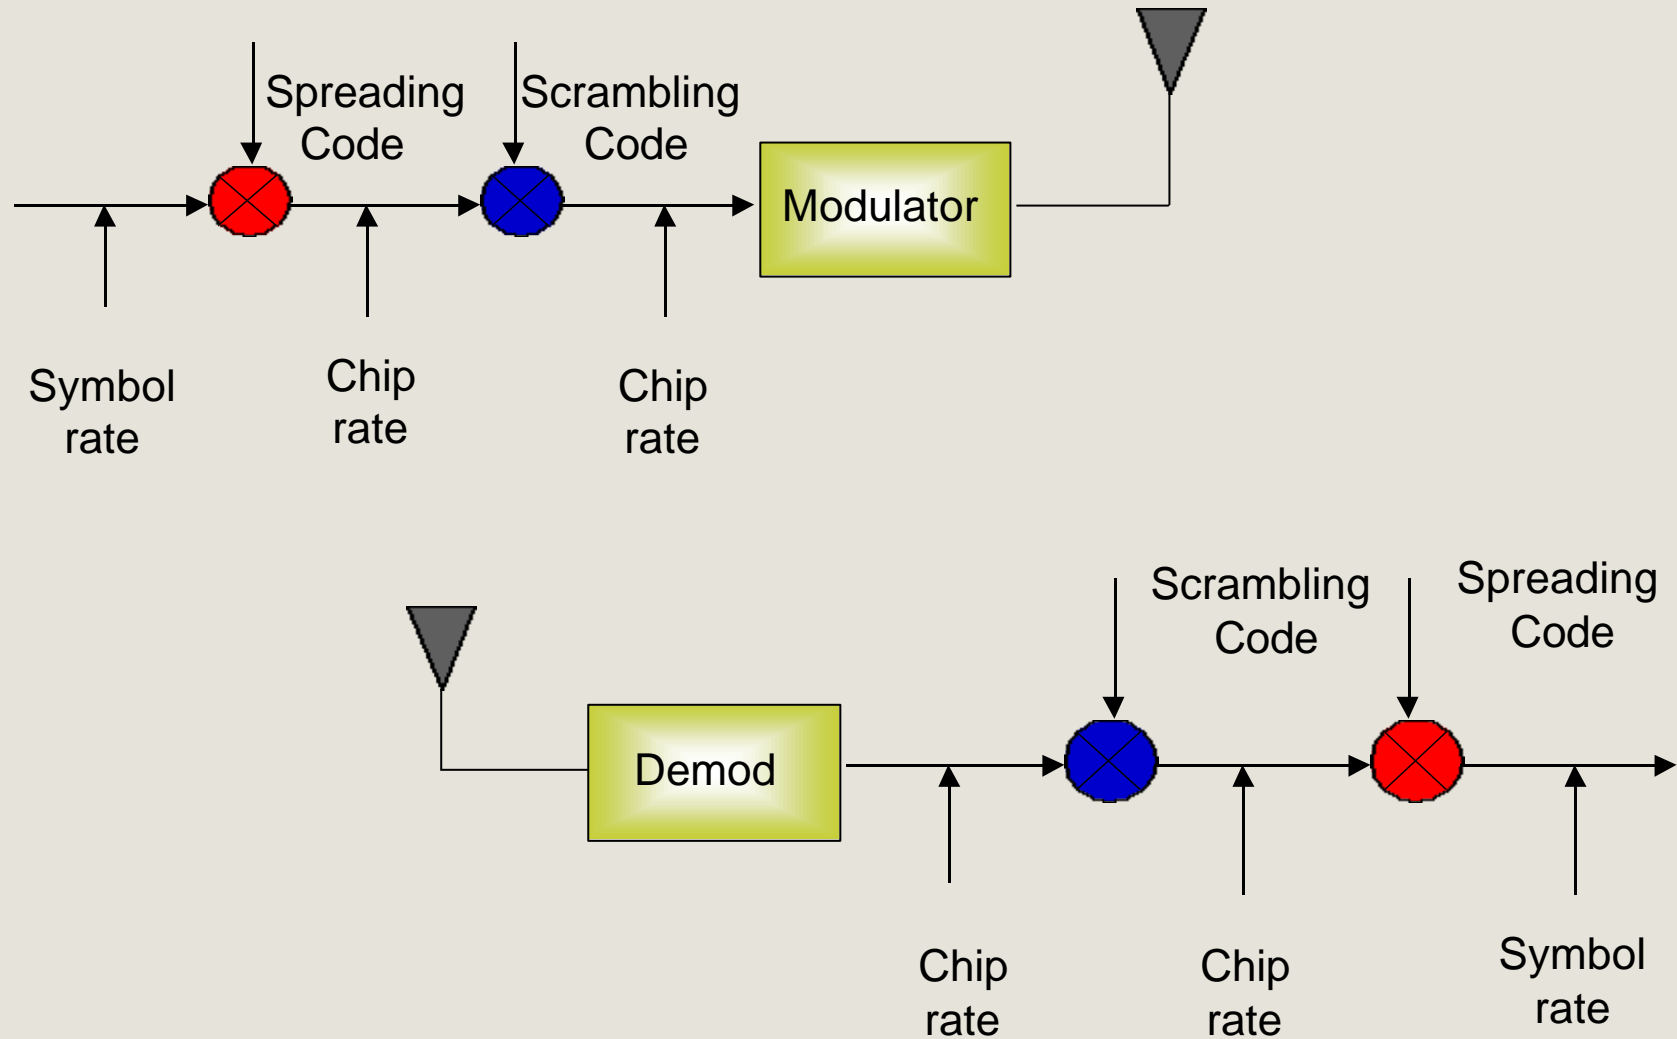 Spreading
Code
Scrambling
Code
Modulator
Symbol
rate
Chip
rate
Chip
rate
Scrambling
Code
Spreading
Code
Demod
Chip
rate
Chip
rate
Symbol
rate